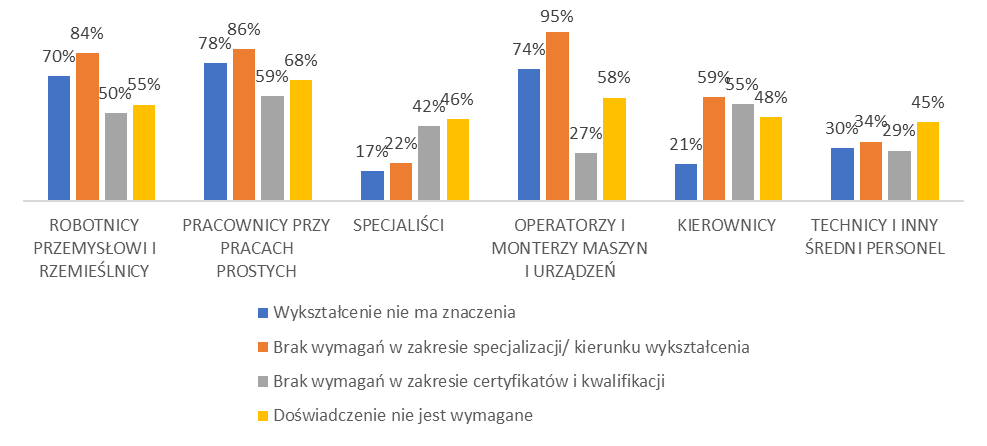 70%
84%
50%
55%
78%
86%
59%
68%
17%
22%
42%
46%
74%
95%
27%
58%
21%
59%
55%
48%
30%
34%
29%
45%
ROBOTNICY
PRZEMYSŁOWI I
RZEMIEŚLNICY
PRACOWNICY PRZY
PRACACH
PROSTYCH
SPECJALIŚCI
OPERATORZY I
MONTERZY MASZYN
I URZĄDZEŃ
KIEROWNICY
TECHNICY I INNY
ŚREDNI PERSONEL
Wykształcenie nie ma znaczenia
Brak wymagań w zakresie specjalizacji/ kierunku wykształcenia
Brak wymagań w zakresie certyfikatów i kwalifikacji
Doświadczenie nie jest wymagane